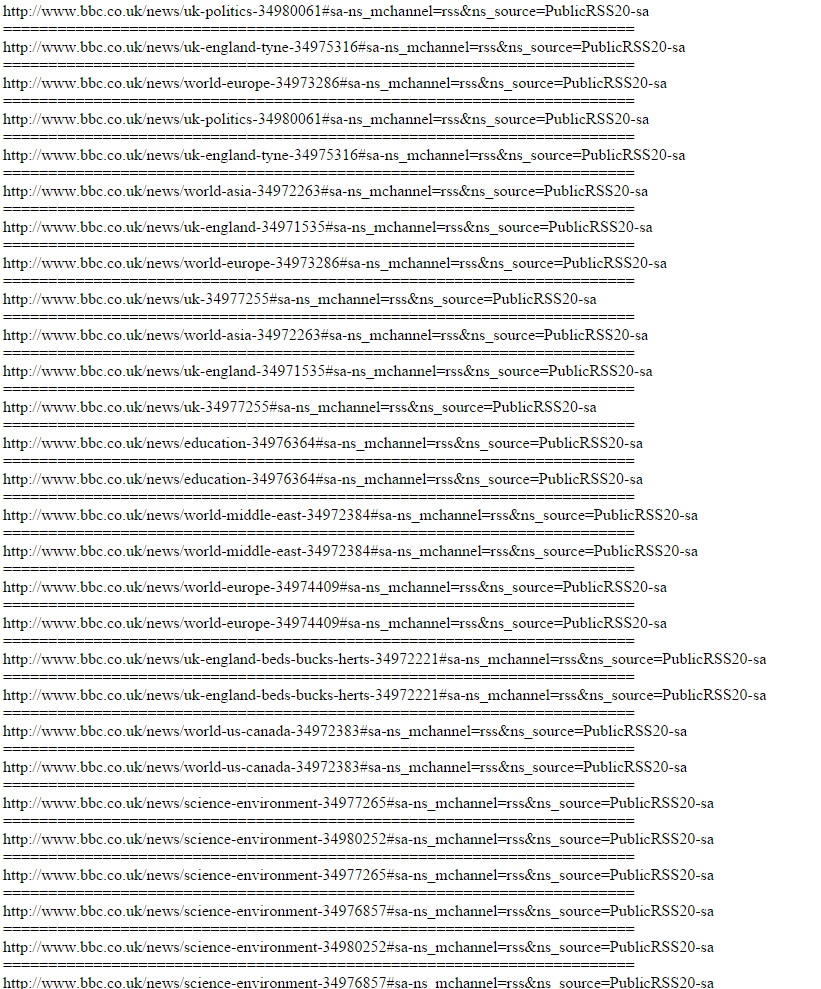 http://www.bbc.co.uk/news/uk-politics-34980061#sa-ns_mchannel=rss&ns_source=PublicRSS20-sa
======================================================================
http://www.bbc.co.uk/news/uk-england-tyne-34975316#sa-ns_mchannel=rss&ns_source=PublicRSS20-sa
======================================================================
http://www.bbc.co.uk/news/world-europe-34973286#sa-ns_mchannel=rss&ns_source=PublicRSS20-sa
======================================================================
http://www.bbc.co.uk/news/uk-politics-34980061#sa-ns_mchannel=rss&ns_source=PublicRSS20-sa
======================================================================
http://www.bbc.co.uk/news/uk-england-tyne-34975316#sa-ns_mchannel=rss&ns_source=PublicRSS20-sa
======================================================================
http://www.bbc.co.uk/news/world-asia-34972263#sa-ns_mchannel=rss&ns_source=PublicRSS20-sa
======================================================================
http://www.bbc.co.uk/news/uk-england-34971535#sa-ns_mchannel=rss&ns_source=PublicRSS20-sa
======================================================================
http://www.bbc.co.uk/news/world-europe-34973286#sa-ns_mchannel=rss&ns_source=PublicRSS20-sa
======================================================================
http://www.bbc.co.uk/news/uk-34977255#sa-ns_mchannel=rss&ns_source=PublicRSS20-sa
======================================================================
http://www.bbc.co.uk/news/world-asia-34972263#sa-ns_mchannel=rss&ns_source=PublicRSS20-sa
======================================================================
http://www.bbc.co.uk/news/uk-england-34971535#sa-ns_mchannel=rss&ns_source=PublicRSS20-sa
======================================================================
http://www.bbc.co.uk/news/uk-34977255#sa-ns_mchannel=rss&ns_source=PublicRSS20-sa
======================================================================
http://www.bbc.co.uk/news/education-34976364#sa-ns_mchannel=rss&ns_source=PublicRSS20-sa
======================================================================
http://www.bbc.co.uk/news/education-34976364#sa-ns_mchannel=rss&ns_source=PublicRSS20-sa
======================================================================
http://www.bbc.co.uk/news/world-middle-east-34972384#sa-ns_mchannel=rss&ns_source=PublicRSS20-sa
======================================================================
http://www.bbc.co.uk/news/world-middle-east-34972384#sa-ns_mchannel=rss&ns_source=PublicRSS20-sa
======================================================================
http://www.bbc.co.uk/news/world-europe-34974409#sa-ns_mchannel=rss&ns_source=PublicRSS20-sa
======================================================================
http://www.bbc.co.uk/news/world-europe-34974409#sa-ns_mchannel=rss&ns_source=PublicRSS20-sa
======================================================================
http://www.bbc.co.uk/news/uk-england-beds-bucks-herts-34972221#sa-ns_mchannel=rss&ns_source=PublicRSS20-sa
======================================================================
http://www.bbc.co.uk/news/uk-england-beds-bucks-herts-34972221#sa-ns_mchannel=rss&ns_source=PublicRSS20-sa
======================================================================
http://www.bbc.co.uk/news/world-us-canada-34972383#sa-ns_mchannel=rss&ns_source=PublicRSS20-sa
======================================================================
http://www.bbc.co.uk/news/world-us-canada-34972383#sa-ns_mchannel=rss&ns_source=PublicRSS20-sa
======================================================================
http://www.bbc.co.uk/news/science-environment-34977265#sa-ns_mchannel=rss&ns_source=PublicRSS20-sa
======================================================================
http://www.bbc.co.uk/news/science-environment-34980252#sa-ns_mchannel=rss&ns_source=PublicRSS20-sa
======================================================================
http://www.bbc.co.uk/news/science-environment-34977265#sa-ns_mchannel=rss&ns_source=PublicRSS20-sa
======================================================================
http://www.bbc.co.uk/news/science-environment-34976857#sa-ns_mchannel=rss&ns_source=PublicRSS20-sa
======================================================================
http://www.bbc.co.uk/news/science-environment-34980252#sa-ns_mchannel=rss&ns_source=PublicRSS20-sa
======================================================================
http://www.bbc.co.uk/news/science-environment-34976857#sa-ns_mchannel=rss&ns_source=PublicRSS20-sa